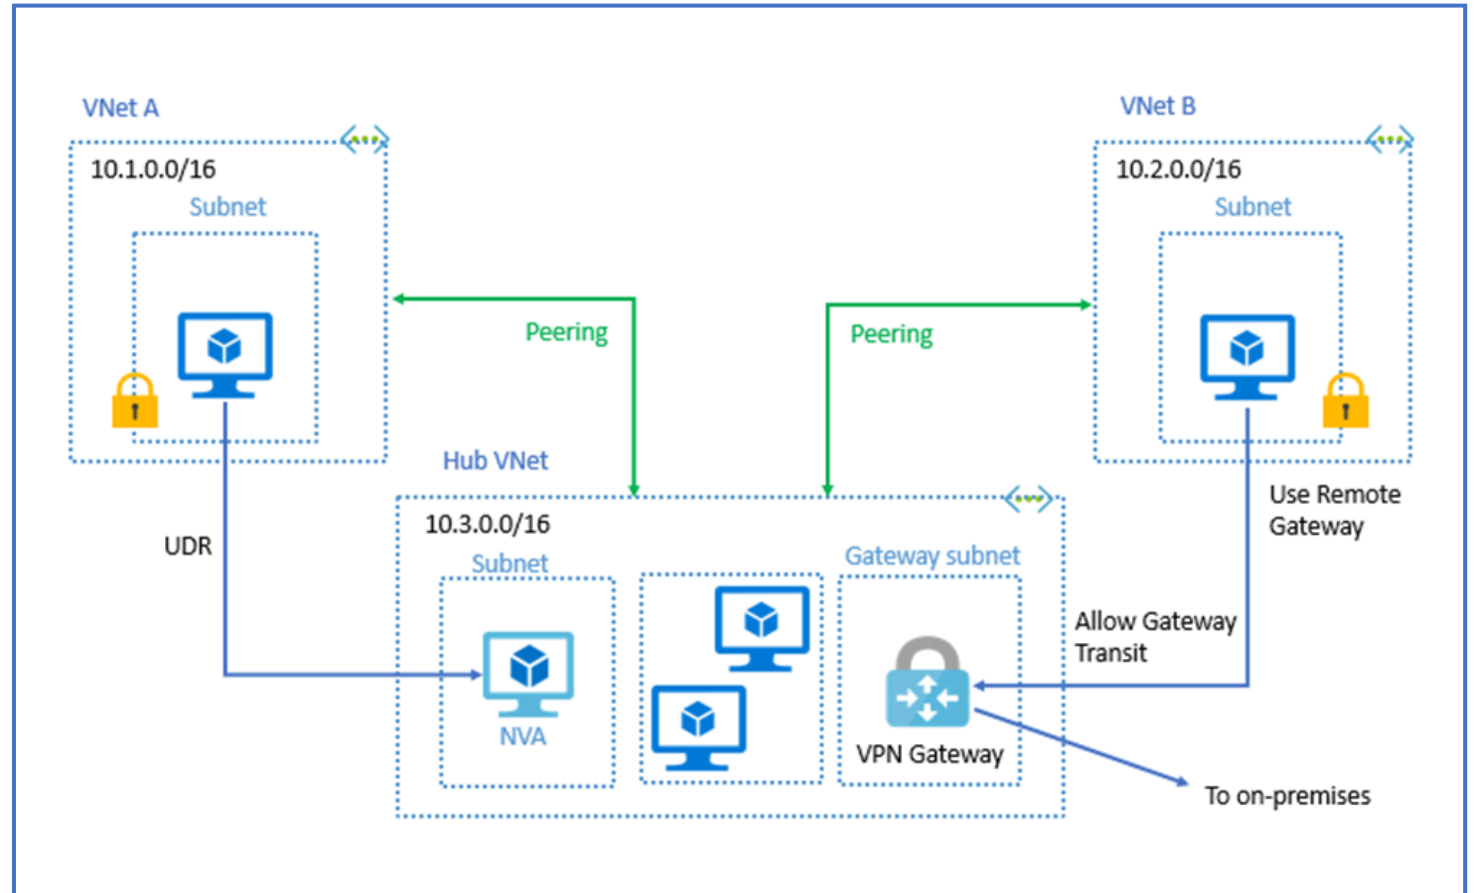 VNet A
VNet B
10.1.0.0/16
10.2.0.0/16
Subnet
Subnet
Peering
Peering
Hub VNet
Use Remote
Gateway
10.3.0.0/16
UDR
Subnet
Gateway subnet
Allow Gateway
Transit
NVA
VPN Gateway
To on-premises